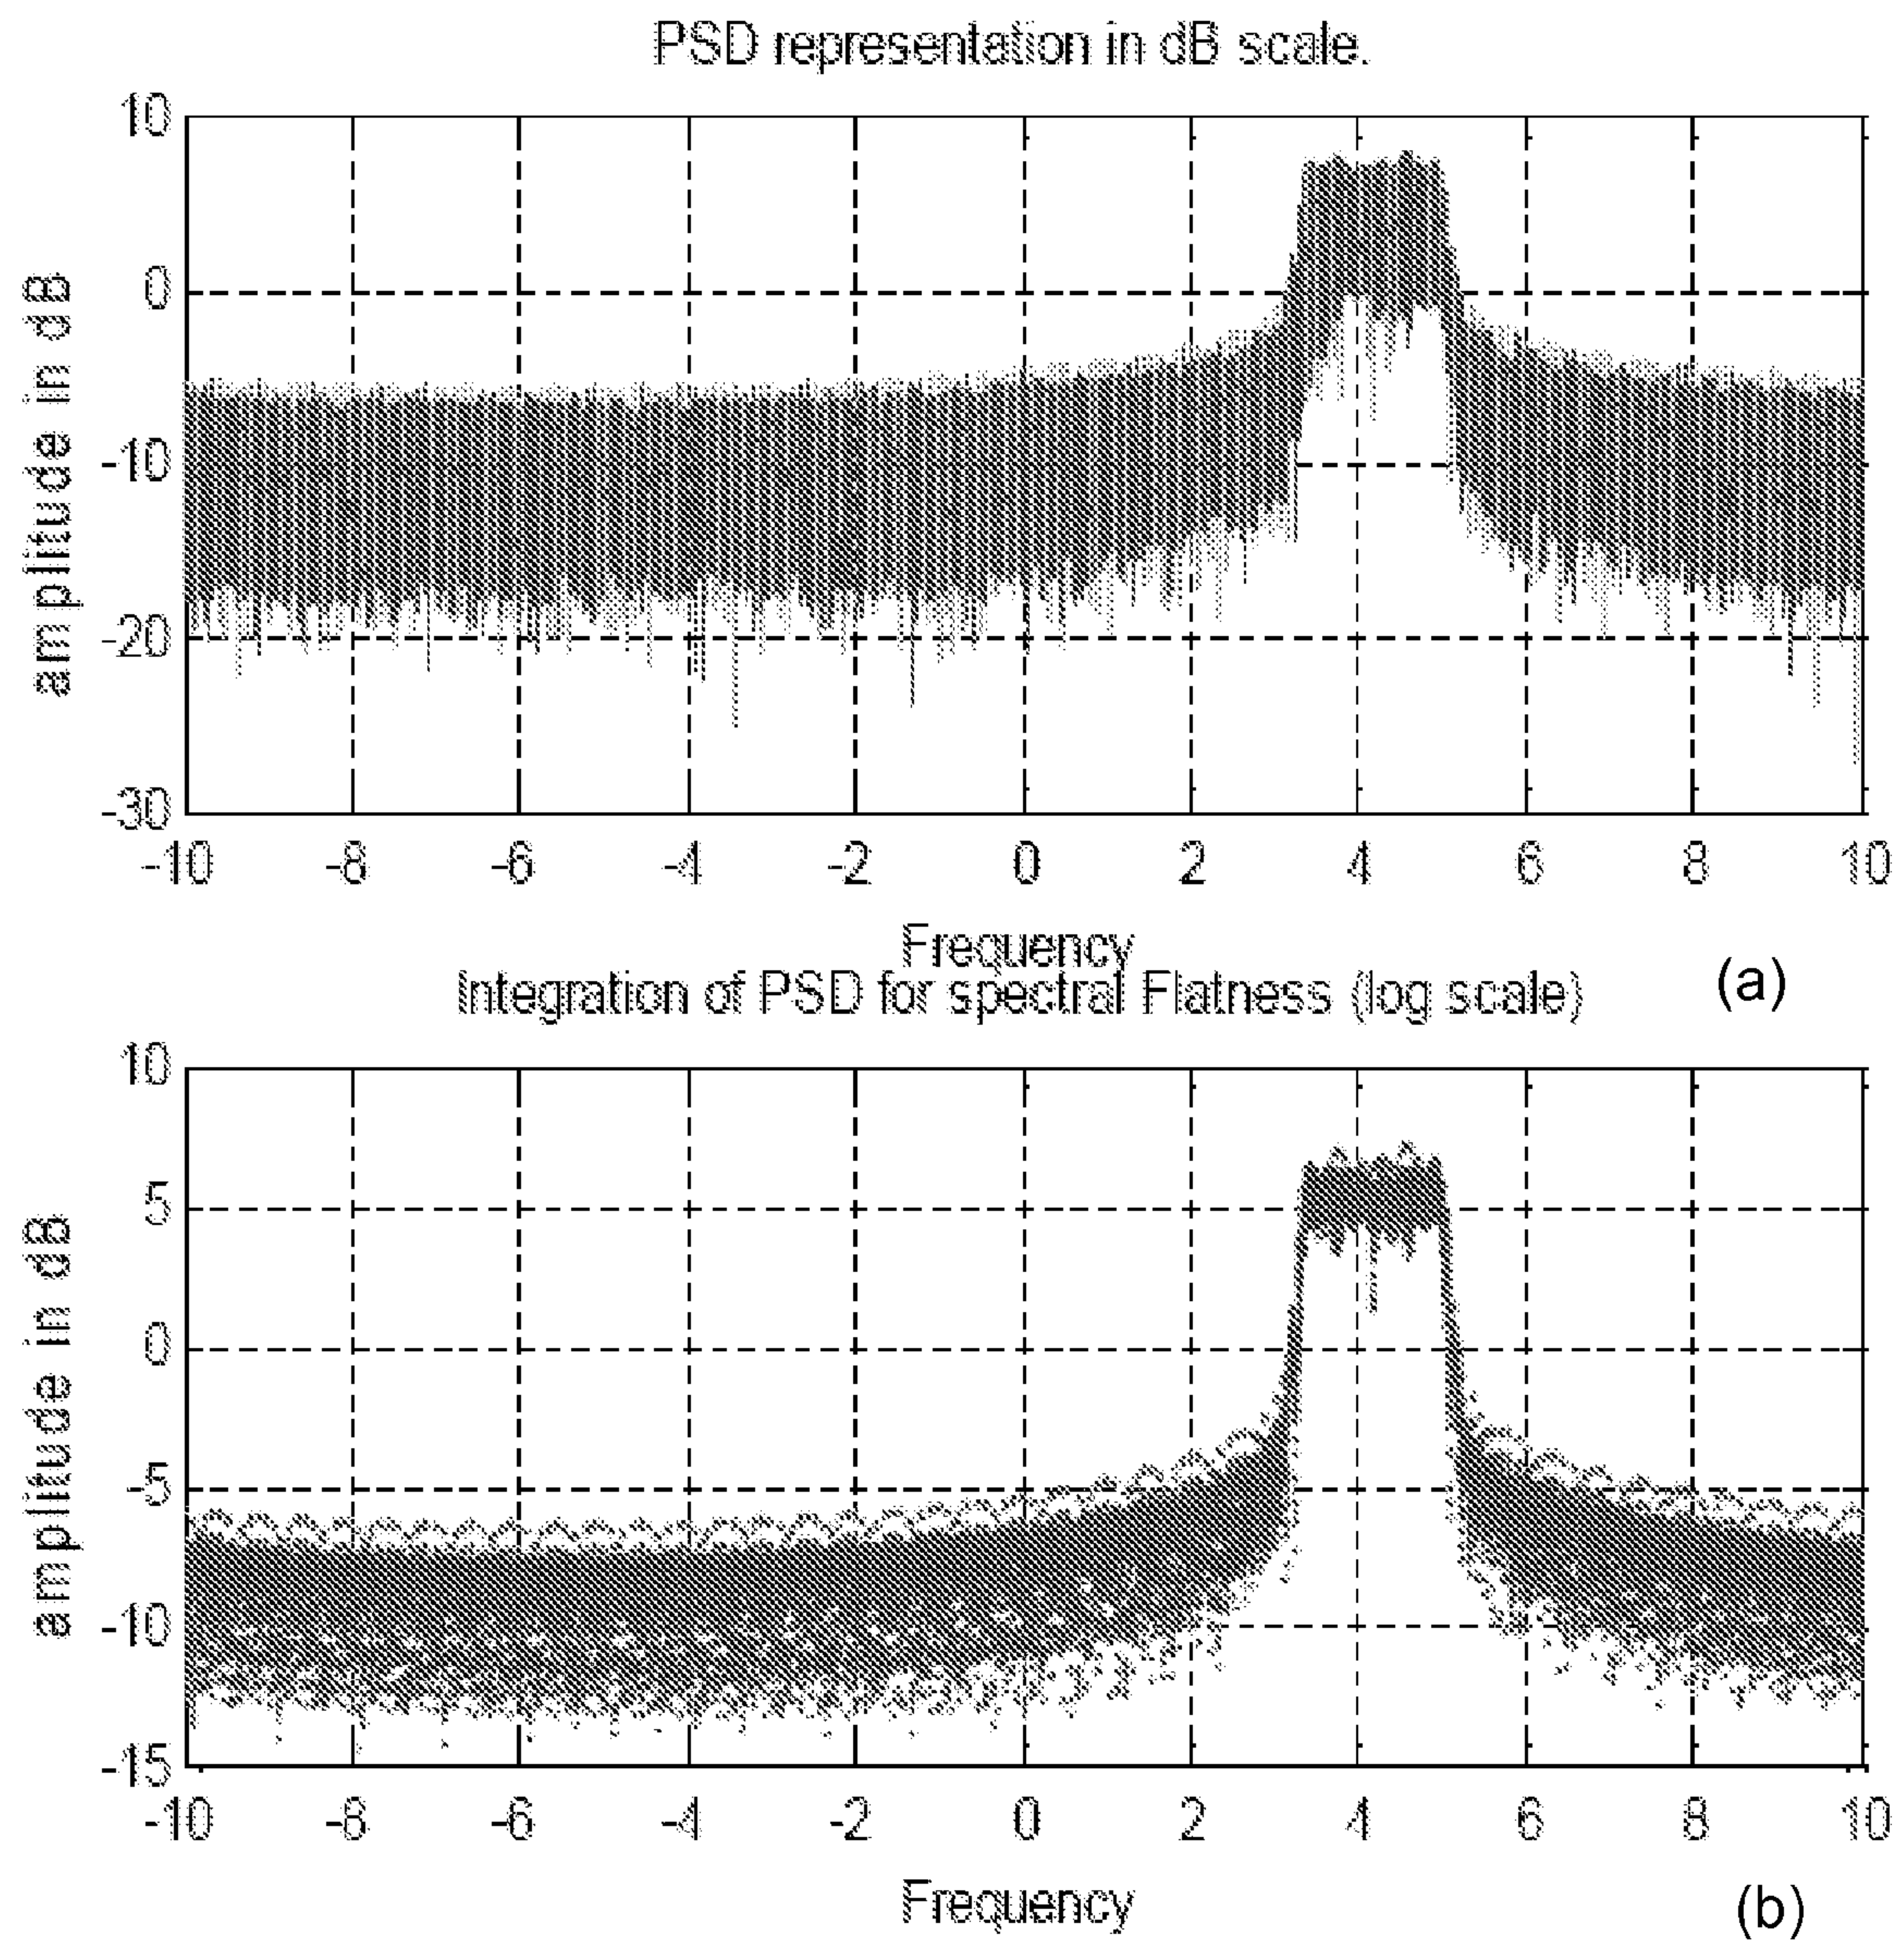 PSD representation in dB scale.
10
0
-10
-20
-30
amplitude in dB
-10 -8 -6 -4 -2 0 2 4 6 8 10
Frequency
(a)
Integration of PSD for spectral Flatness (log scale)
10
5
0
-5
-10
-15
amplitude in dB
-10 -8 -6 -4 -2 0 2 4 6 8 10
Frequency
(b)